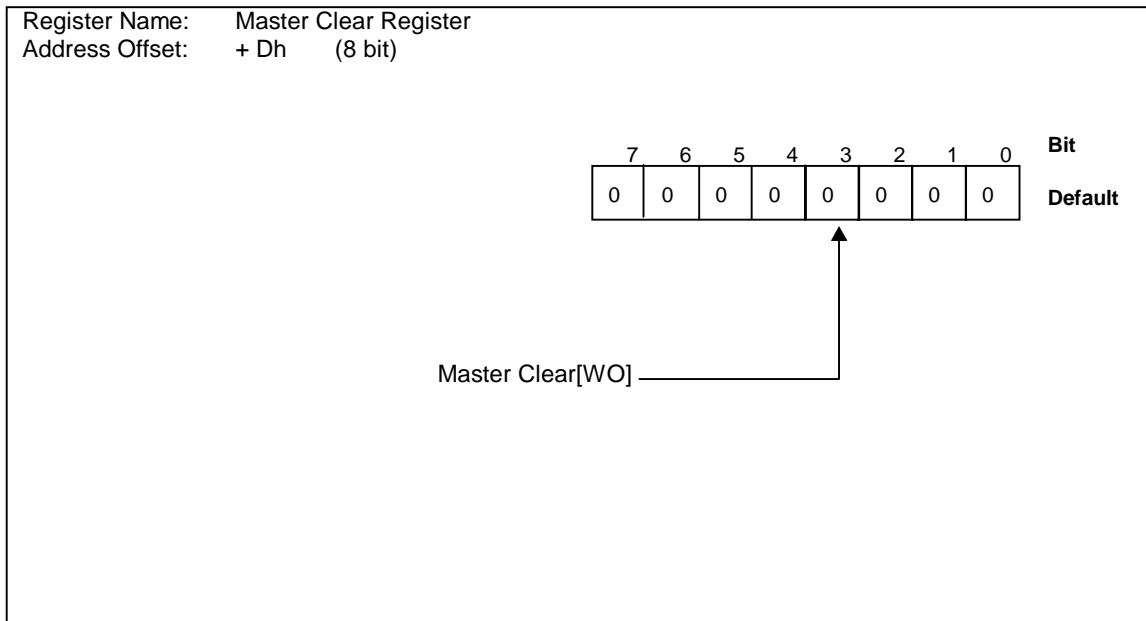 Register Name: Master Clear Register
Address Offset: + Dh (8 bit)
7 6 5 4 3 2 1 0 Bit
0 0 0 0 0 0 0 0 Default
Master Clear[WO]